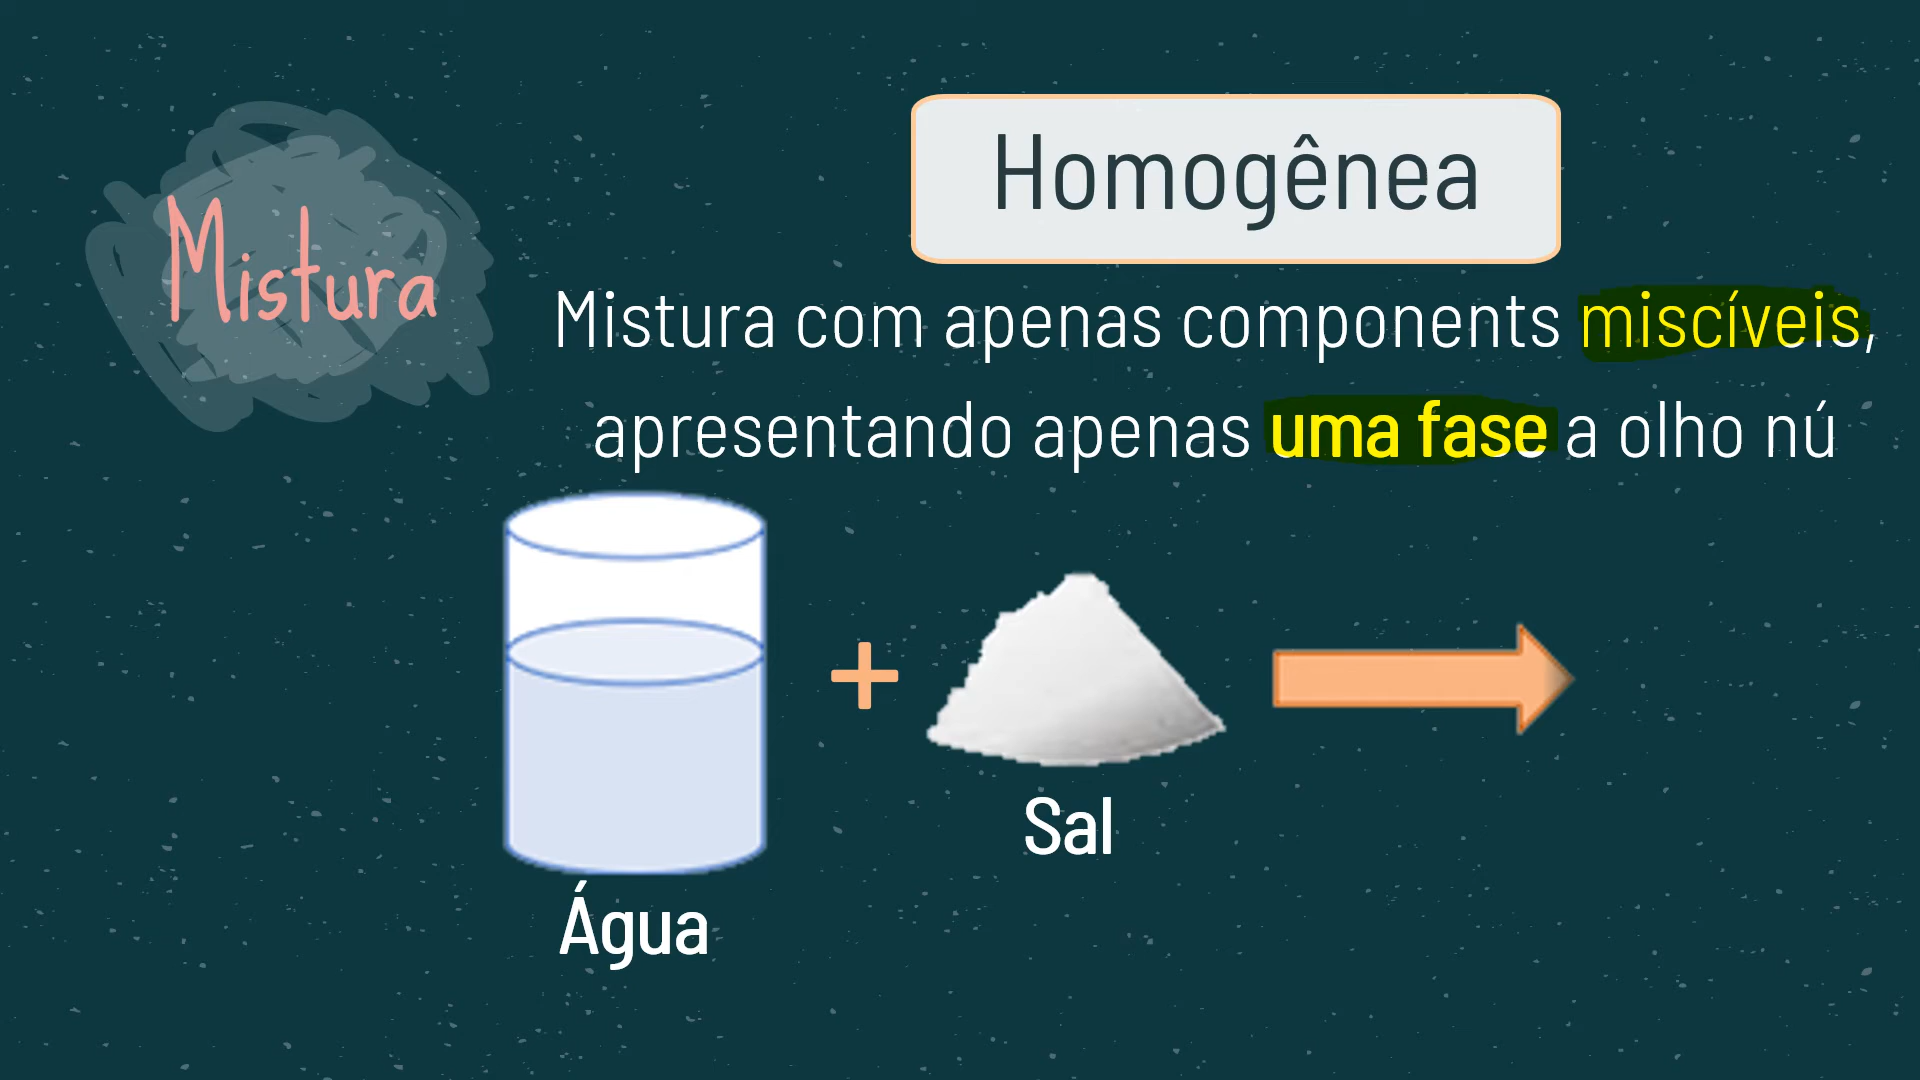 Mistura
Homogênea
Mistura com apenas components miscíveis,
apresentando apenas uma fase a olho nú
+
Sal
Água